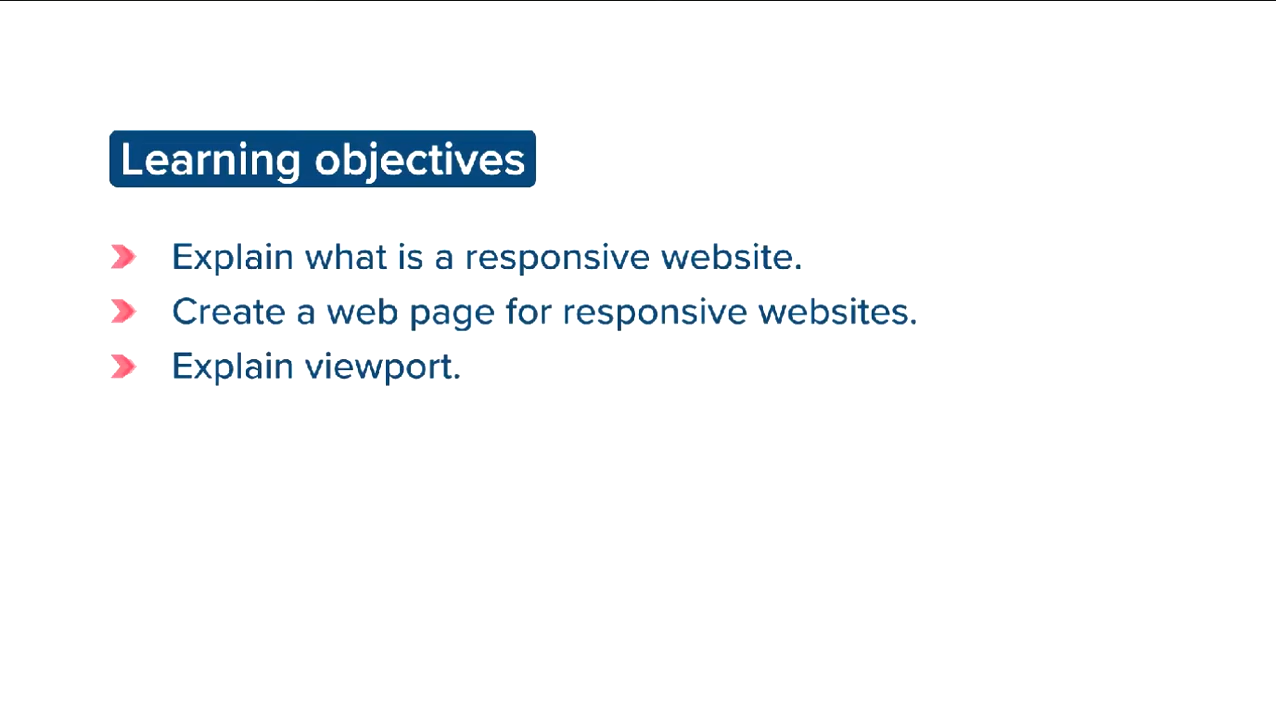 Learning objectives
Explain what is a responsive website.
Create a web page for responsive websites.
Explain viewport.